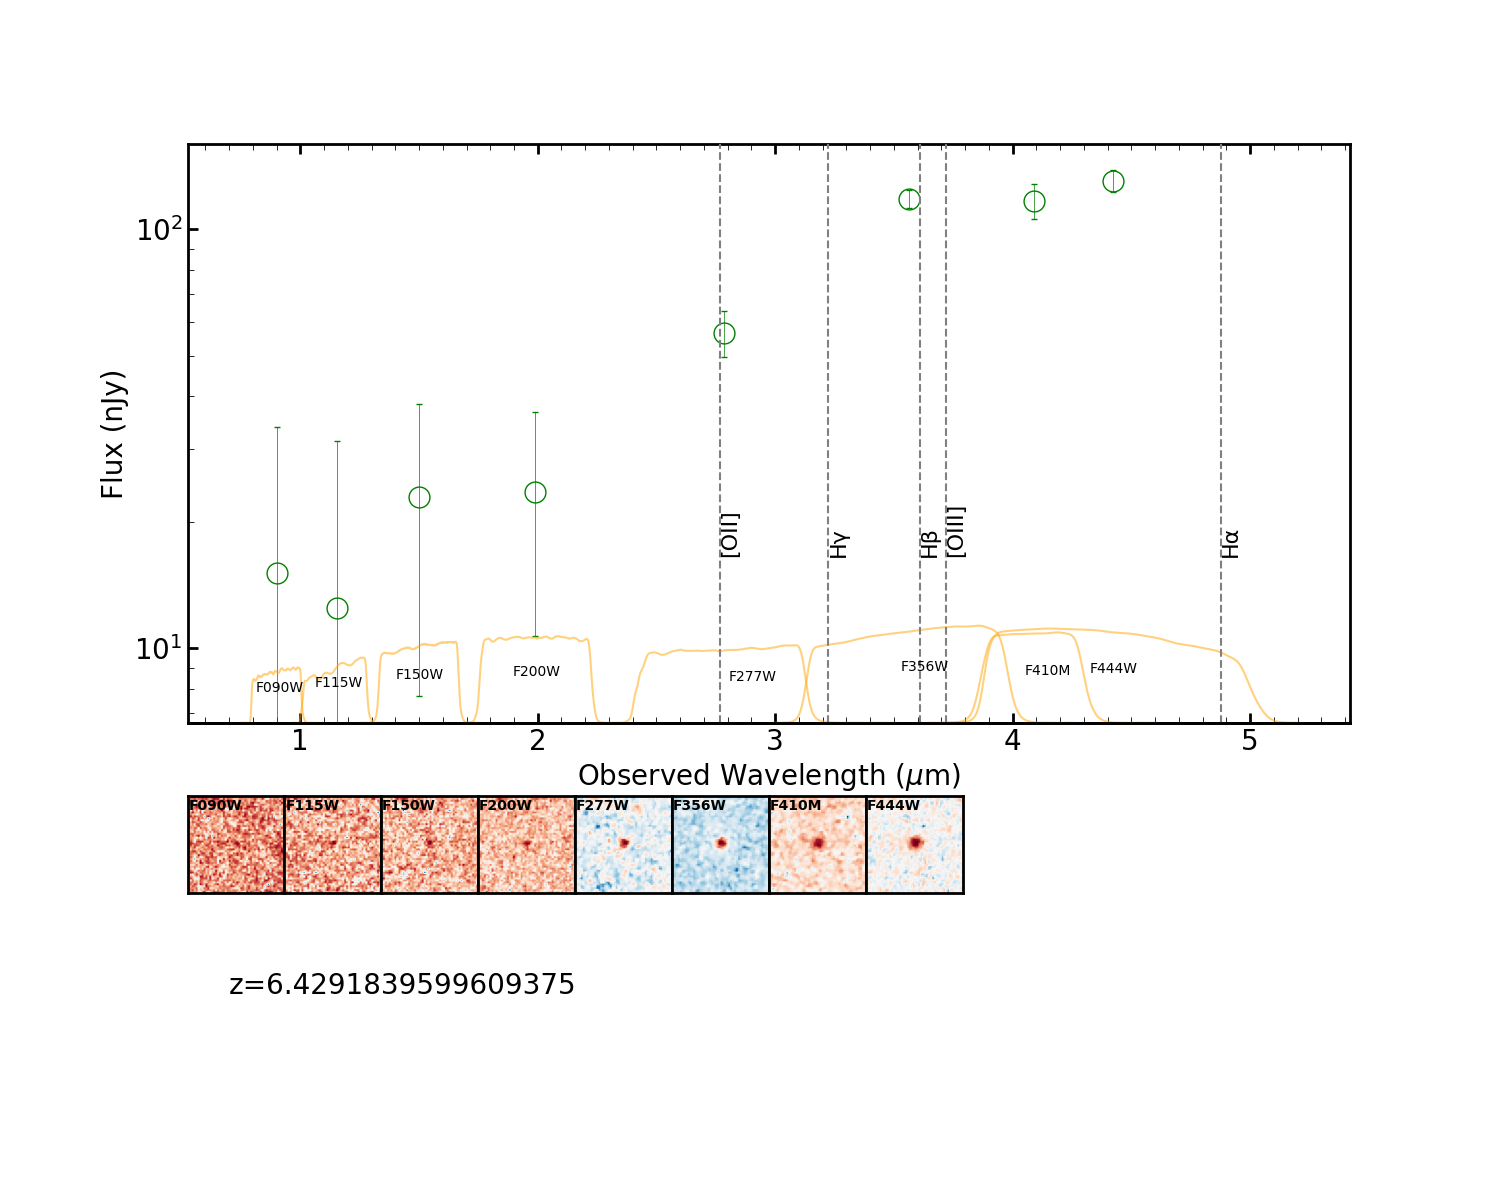 10²
10¹
Flux (nJy)
[OII]
Hγ
Hβ
[OIII]
Hα
F090W
F115W
F150W
F200W
F277W
F356W
F410M
F444W
1 2 3 4 5
Observed Wavelength (μm)
F090W F115W F150W F200W F277W F356W F410M F444W
z=6.4291839599609375